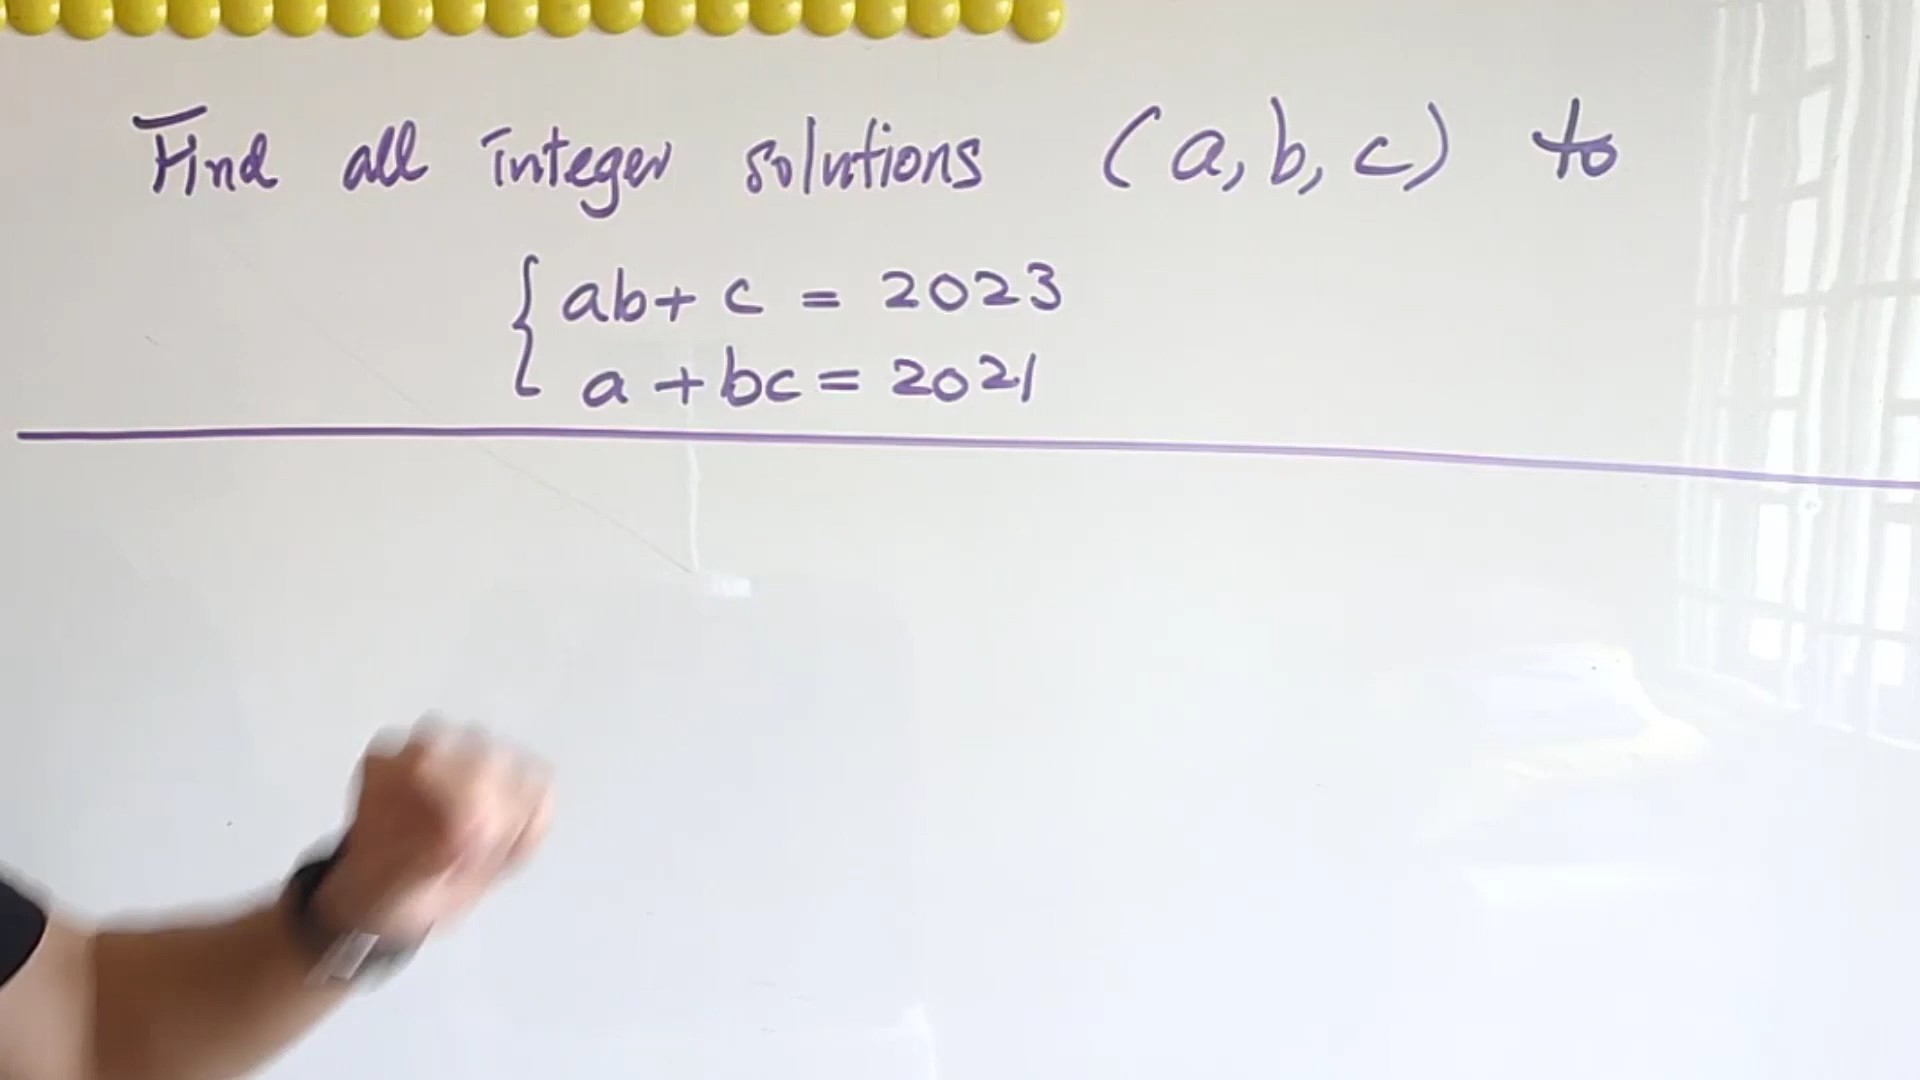 Find all integer solutions (a, b, c) to
ab + c = 2023
a + bc = 2021